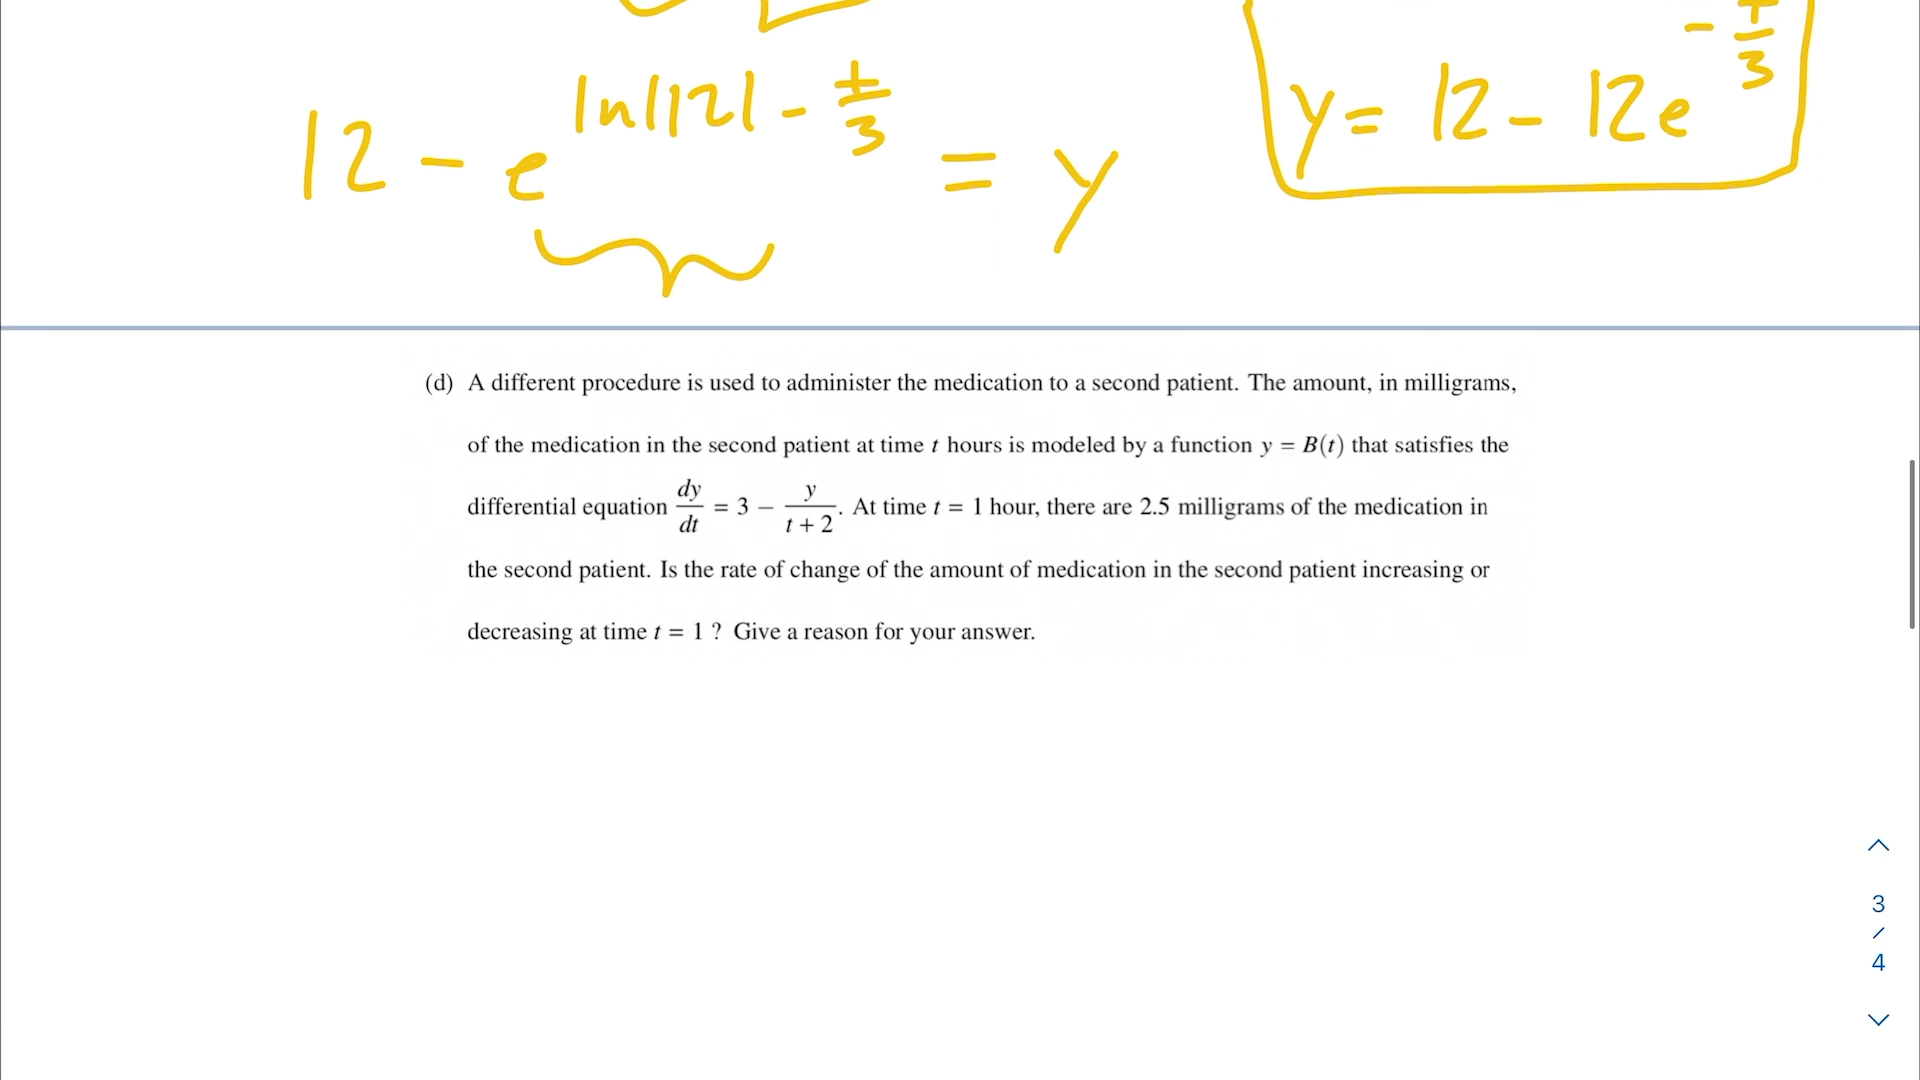 12 - e^{ln|12| - t/3} = y
y = 12 - 12e^{-t/3}
(d) A different procedure is used to administer the medication to a second patient. The amount, in milligrams,
of the medication in the second patient at time t hours is modeled by a function y = B(t) that satisfies the
differential equation dy/dt = 3 − y/(t + 2). At time t = 1 hour, there are 2.5 milligrams of the medication in
the second patient. Is the rate of change of the amount of medication in the second patient increasing or
decreasing at time t = 1 ? Give a reason for your answer.
3
/
4